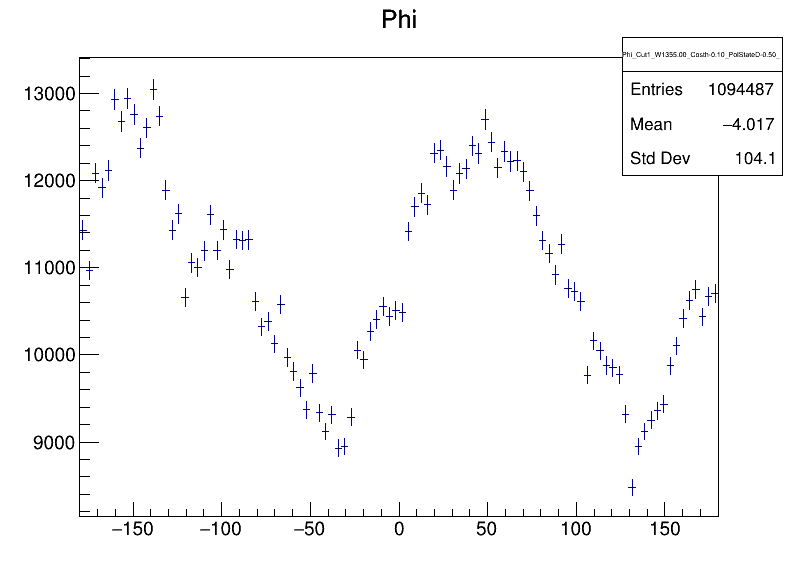 Phi
Phi_Cut1_W1355.00_Costh-0.10_PolStateD-0.50_
Entries 1094487
Mean −4.017
Std Dev 104.1
13000
12000
11000
10000
9000
−150 −100 −50 0 50 100 150